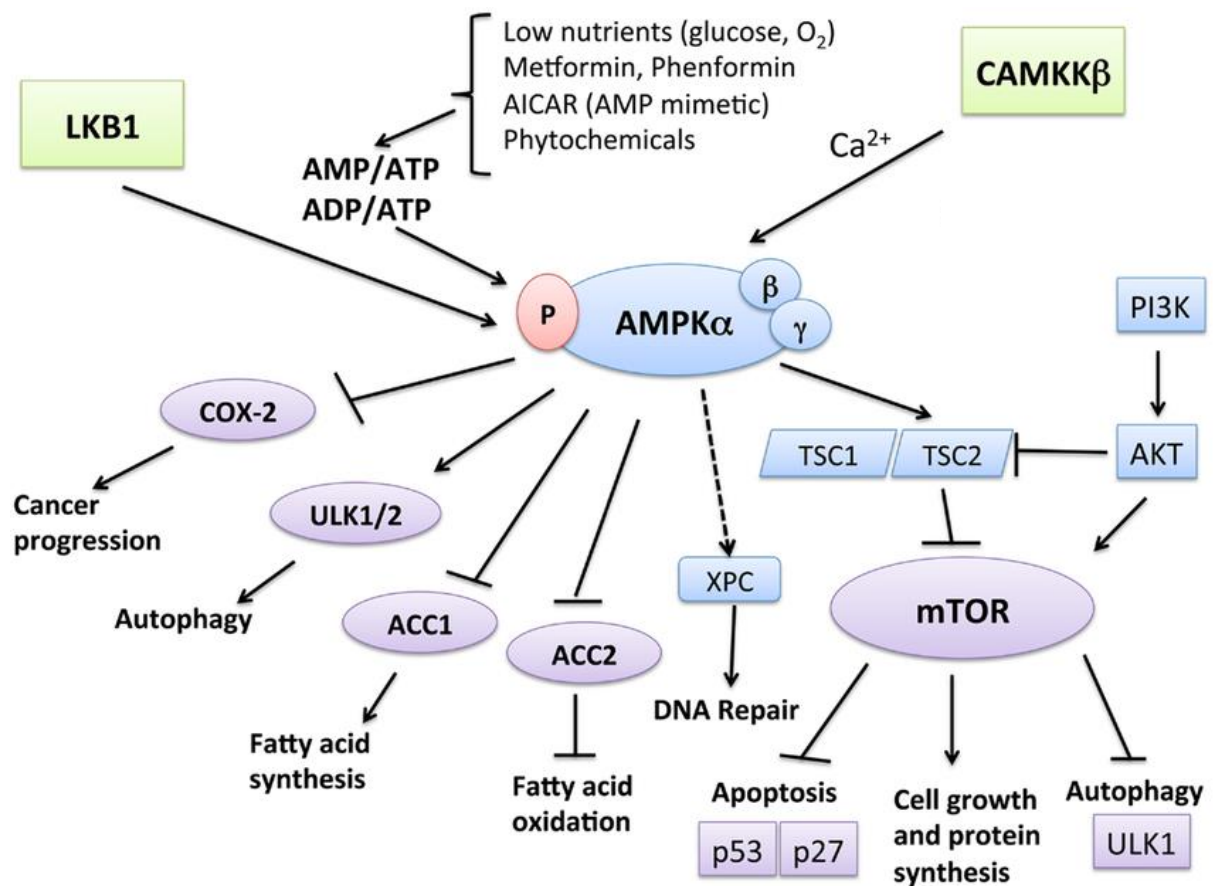 Low nutrients (glucose, O₂)
Metformin, Phenformin
AICAR (AMP mimetic)
Phytochemicals
CAMKKβ
LKB1
Ca²⁺
AMP/ATP
ADP/ATP
P
AMPKα
β
γ
PI3K
COX-2
TSC1
TSC2
AKT
Cancer
progression
ULK1/2
XPC
Autophagy
ACC1
ACC2
mTOR
DNA Repair
Fatty acid
synthesis
Fatty acid
oxidation
Apoptosis
p53
p27
Cell growth
and protein
synthesis
Autophagy
ULK1